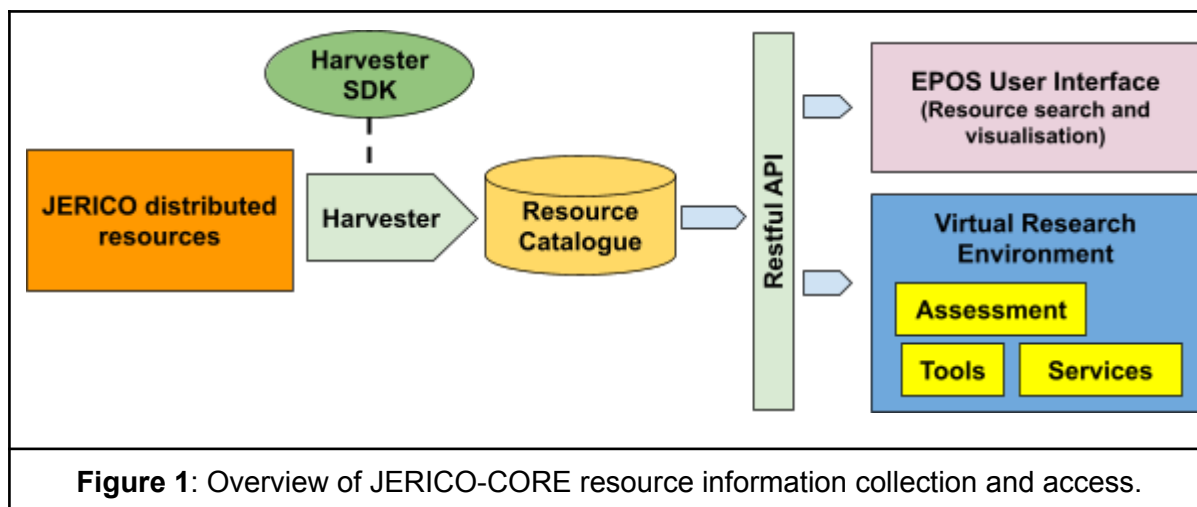 Harvester
SDK
JERICO distributed
resources
Harvester
Resource
Catalogue
Restful API
EPOS User Interface
(Resource search and
visualisation)
Virtual Research
Environment
Assessment
Tools
Services
Figure 1: Overview of JERICO-CORE resource information collection and access.